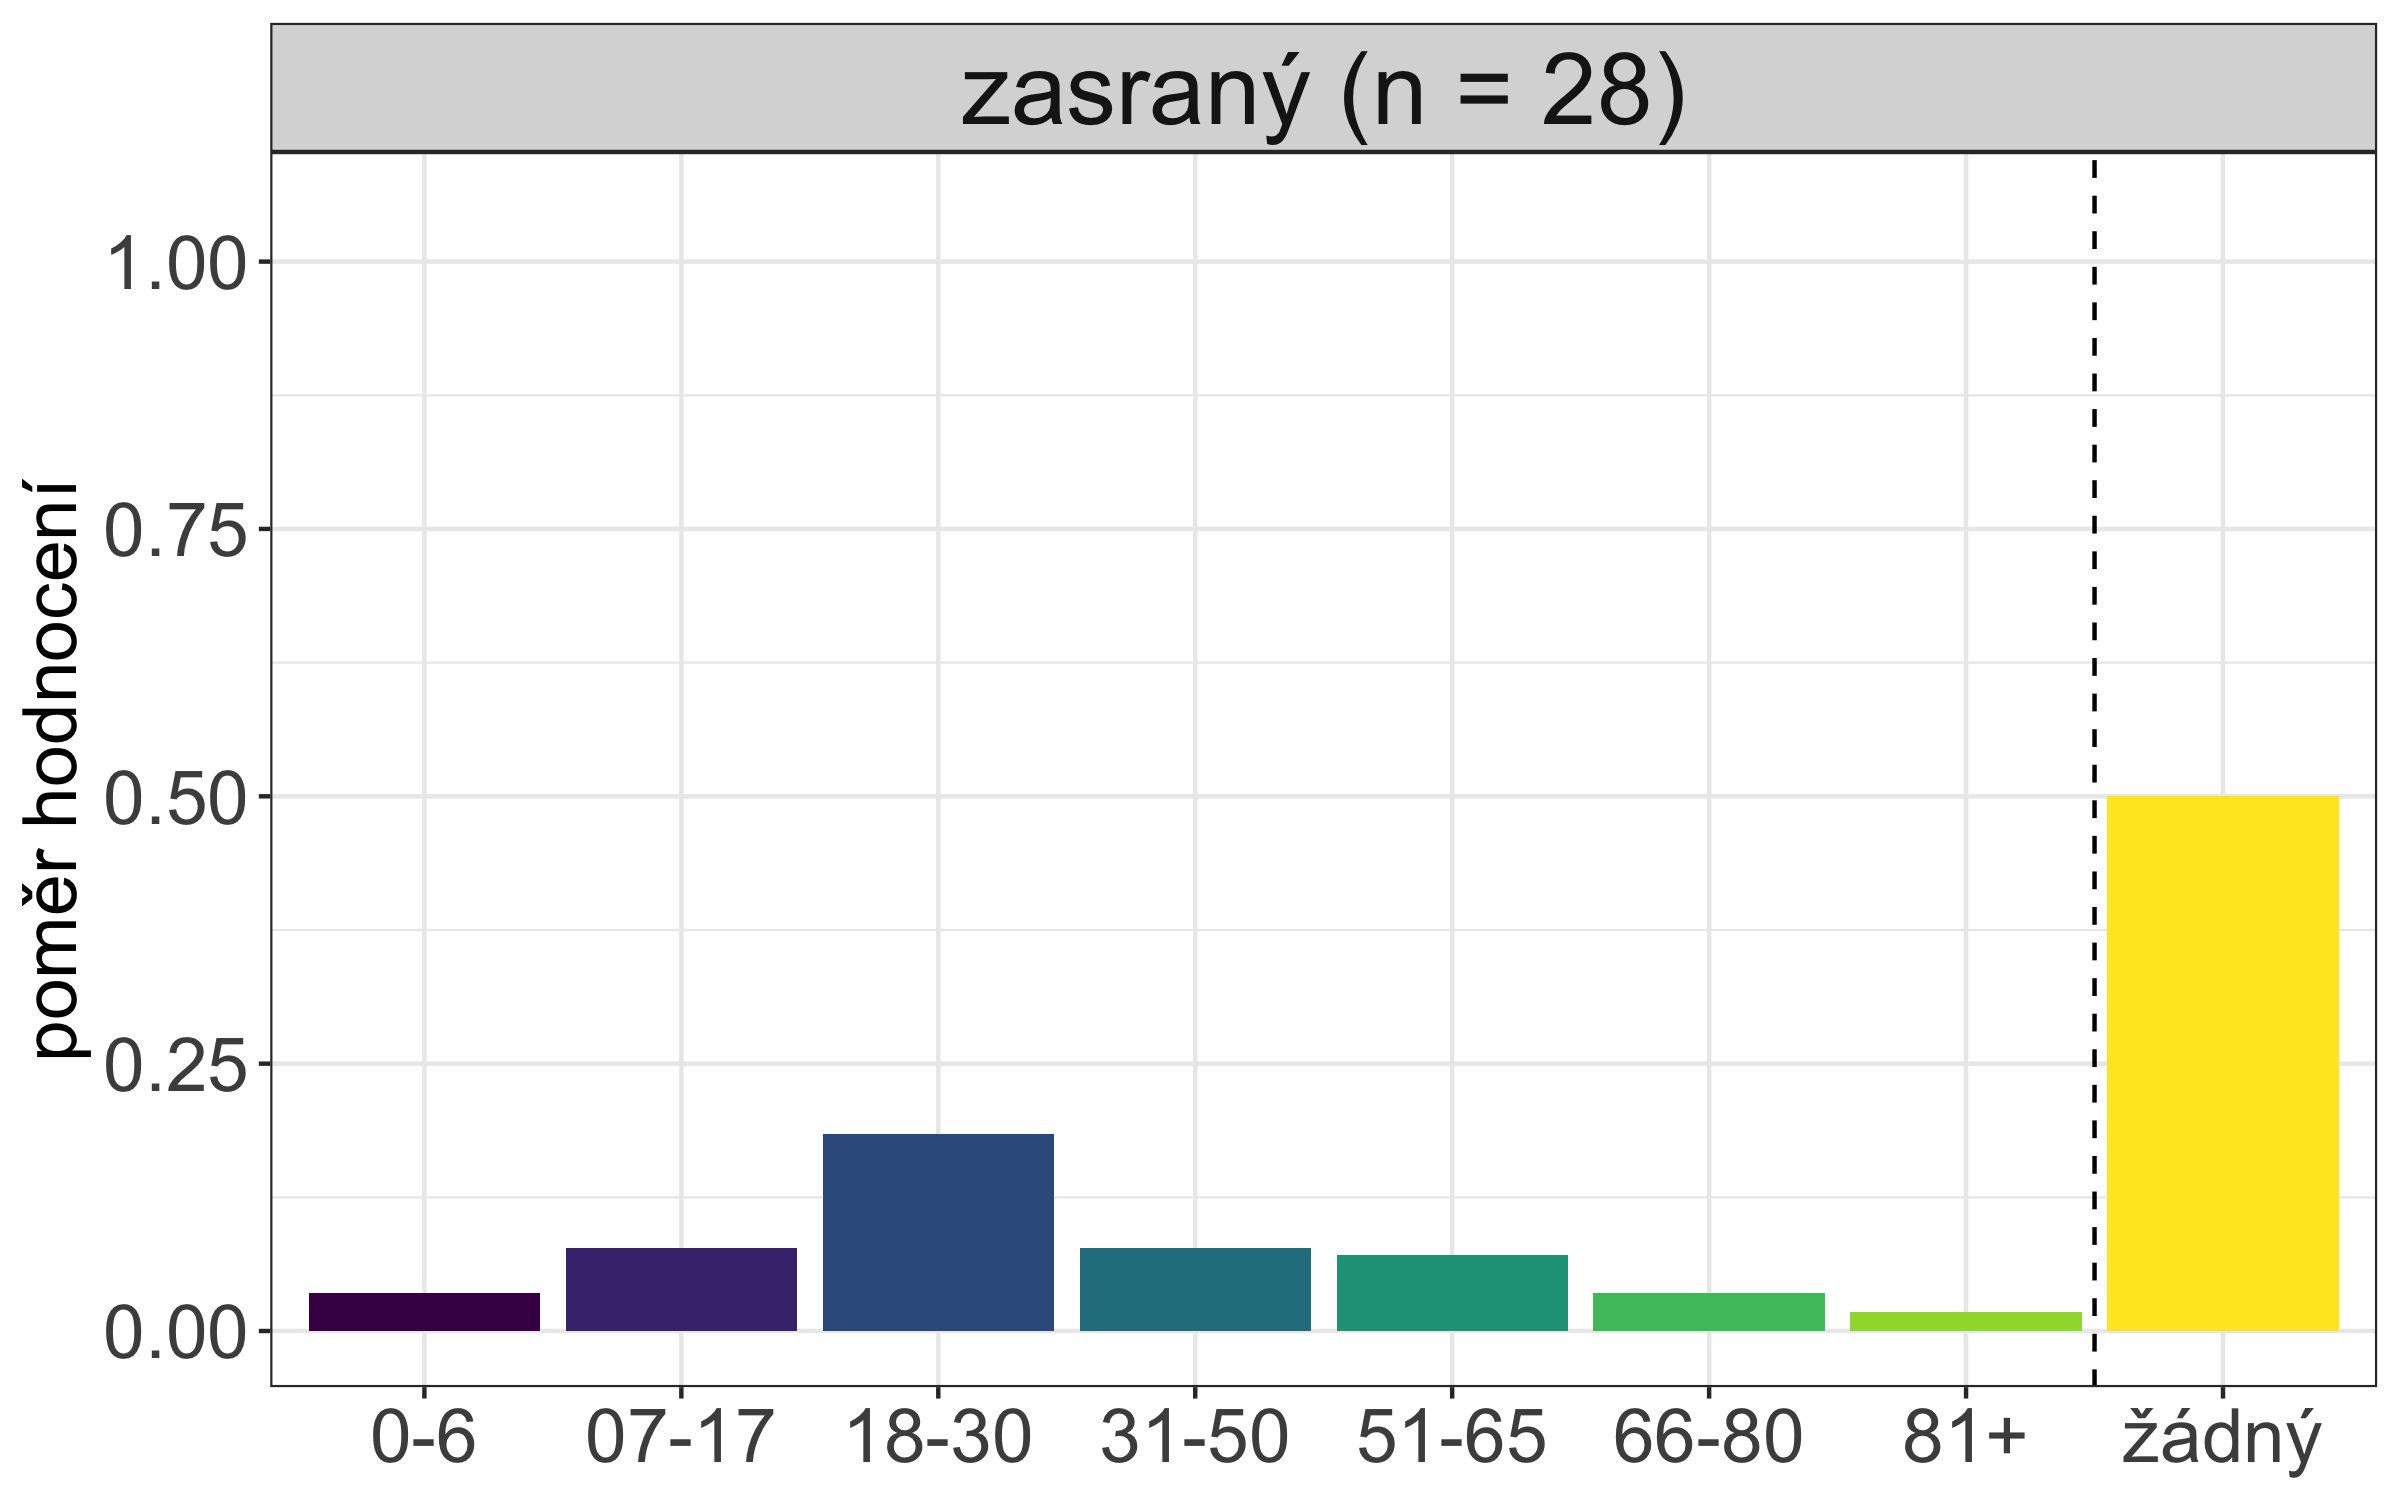 zasraný (n = 28)
poměr hodnocení
1.00
0.75
0.50
0.25
0.00
0-6 07-17 18-30 31-50 51-65 66-80 81+ žádný